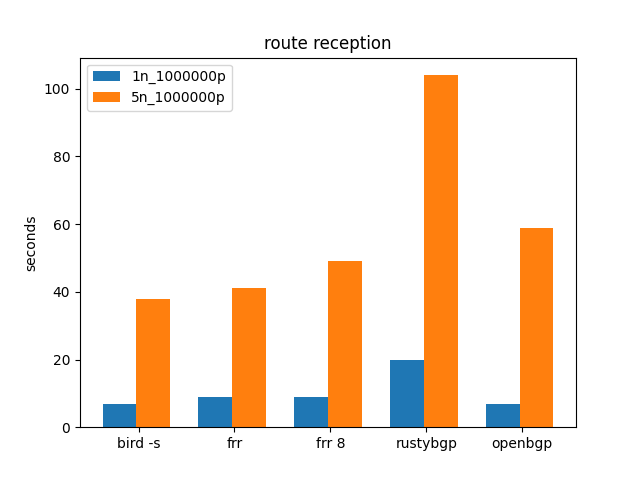 route reception
1n_1000000p
5n_1000000p
seconds
100
80
60
40
20
0
bird -s
frr
frr 8
rustybgp
openbgp